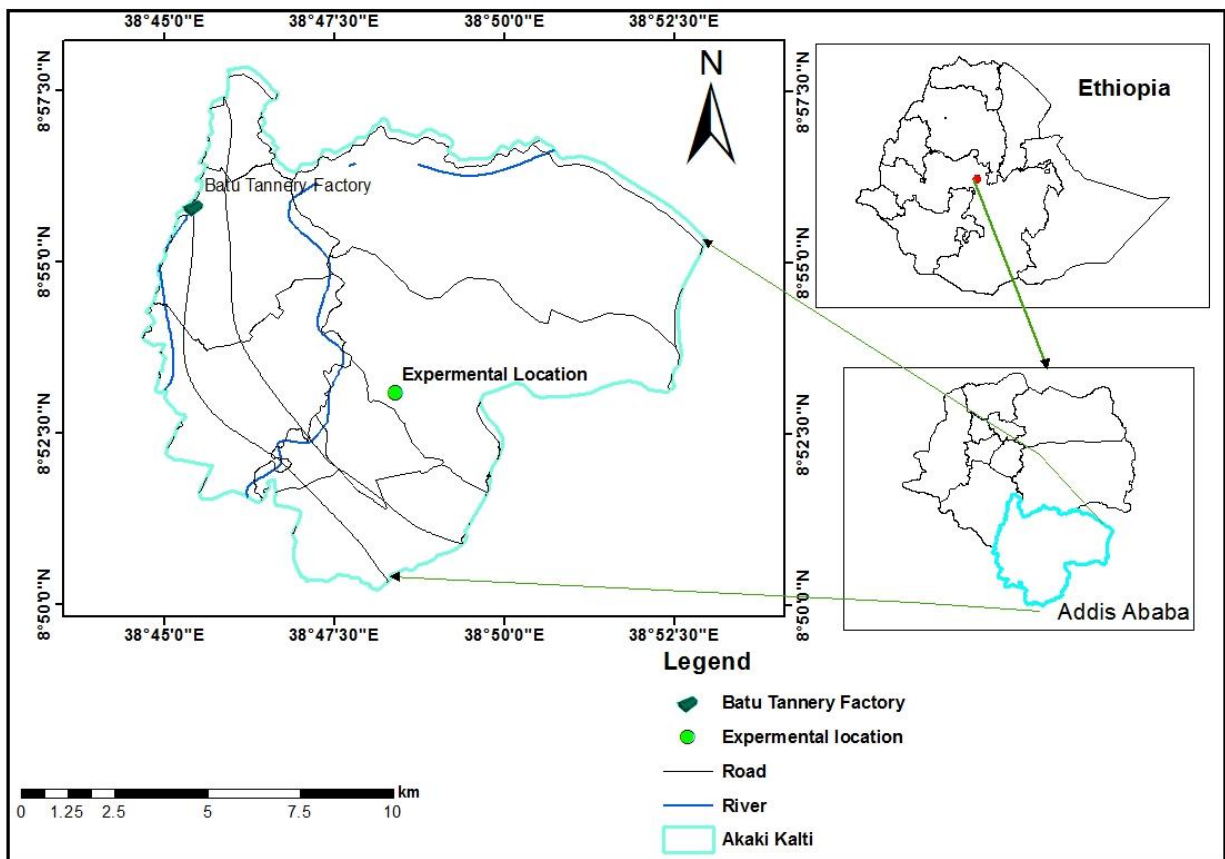 38°45'0"E 38°47'30"E 38°50'0"E 38°52'30"E
8°57'30"N
8°55'0"N
8°52'30"N
8°50'0"N
N
Batu Tannery Factory
Expermental Location
8°57'30"N
8°55'0"N
8°52'30"N
8°50'0"N
38°45'0"E 38°47'30"E 38°50'0"E 38°52'30"E
Ethiopia
Addis Ababa
Legend
Batu Tannery Factory
Expermental location
Road
River
Akaki Kalti
km
0 1.25 2.5 5 7.5 10